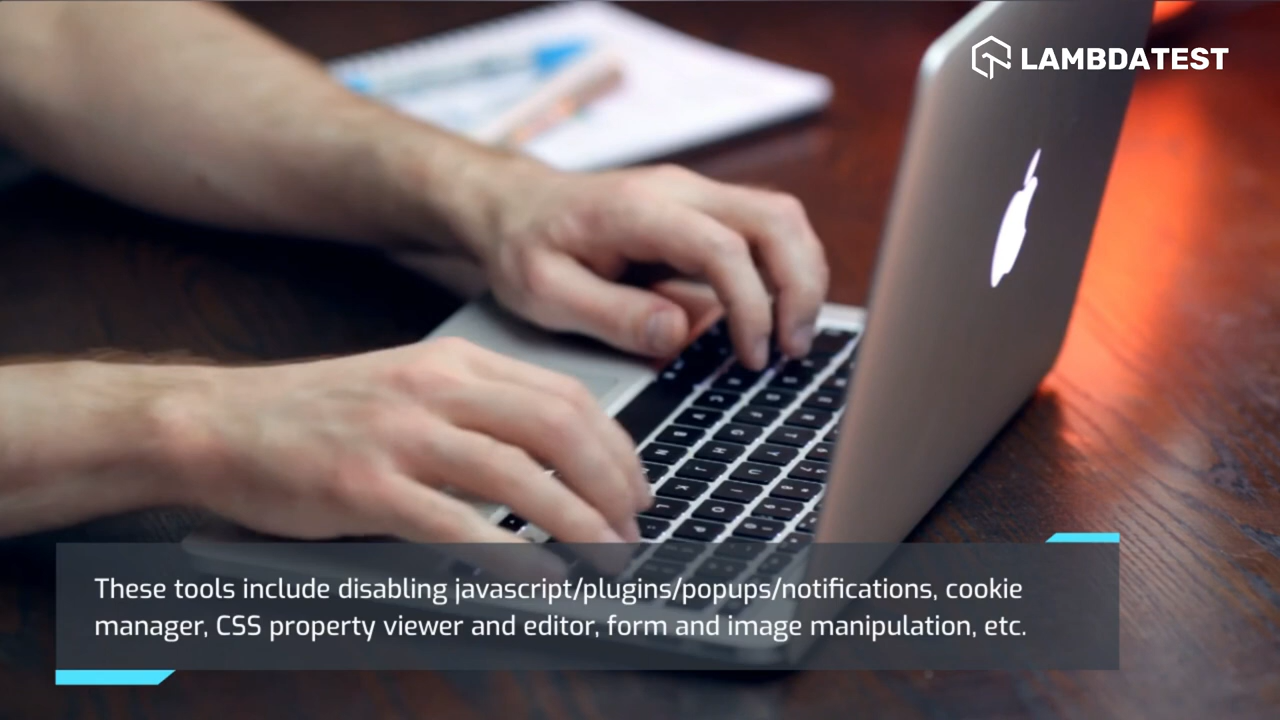 LAMBDATEST
These tools include disabling javascript/plugins/popups/notifications, cookie
manager, CSS property viewer and editor, form and image manipulation, etc.